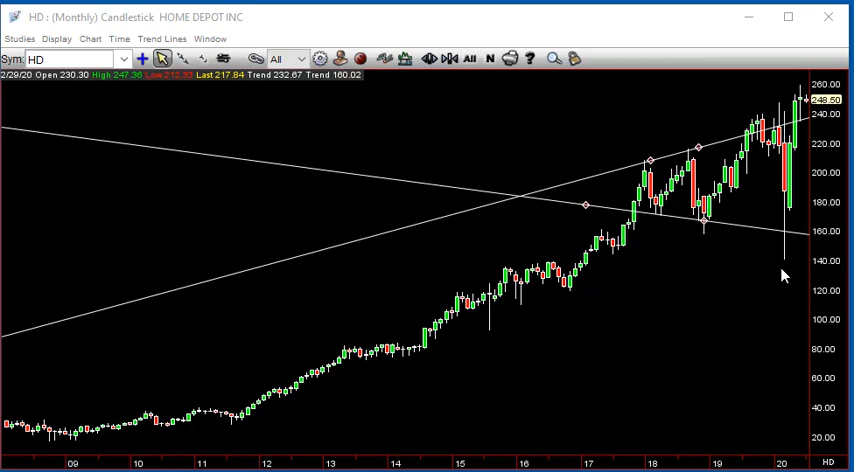 HD : (Monthly) Candlestick HOME DEPOT INC
Studies Display Chart Time Trend Lines Window
Sym: HD All All N ?
2/29/20 Open 230.30 High 247.36 Low 212.33 Last 217.84 Trend 232.67 Trend 160.02
260.00
248.50
240.00
220.00
200.00
180.00
160.00
140.00
120.00
100.00
80.00
60.00
40.00
20.00
09 10 11 12 13 14 15 16 17 18 19 20 HD